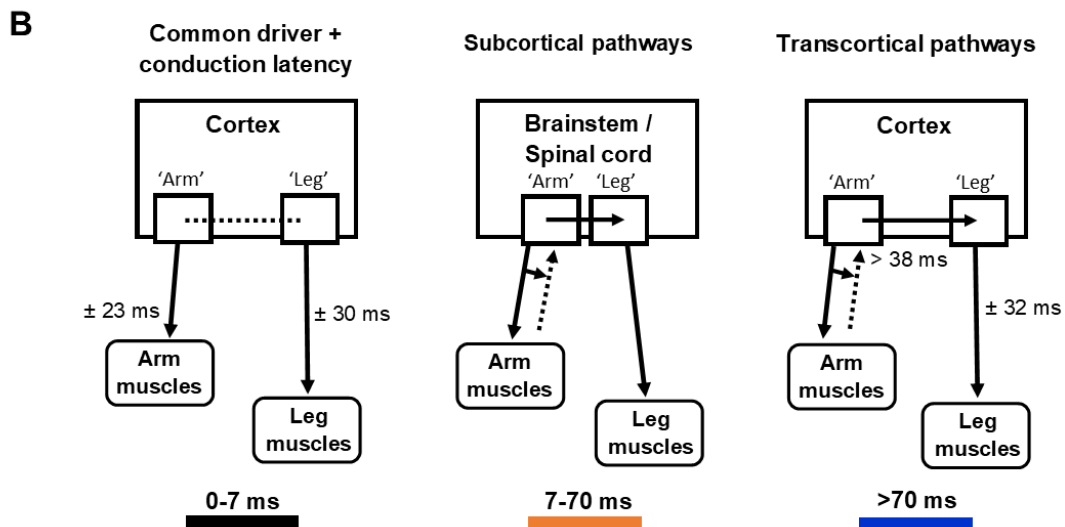 B
Common driver +
conduction latency
Cortex
‘Arm’
‘Leg’
± 23 ms
± 30 ms
Arm
muscles
Leg
muscles
0-7 ms
Subcortical pathways
Brainstem /
Spinal cord
‘Arm’
‘Leg’
Arm
muscles
Leg
muscles
7-70 ms
Transcortical pathways
Cortex
‘Arm’
‘Leg’
> 38 ms
± 32 ms
Arm
muscles
Leg
muscles
>70 ms